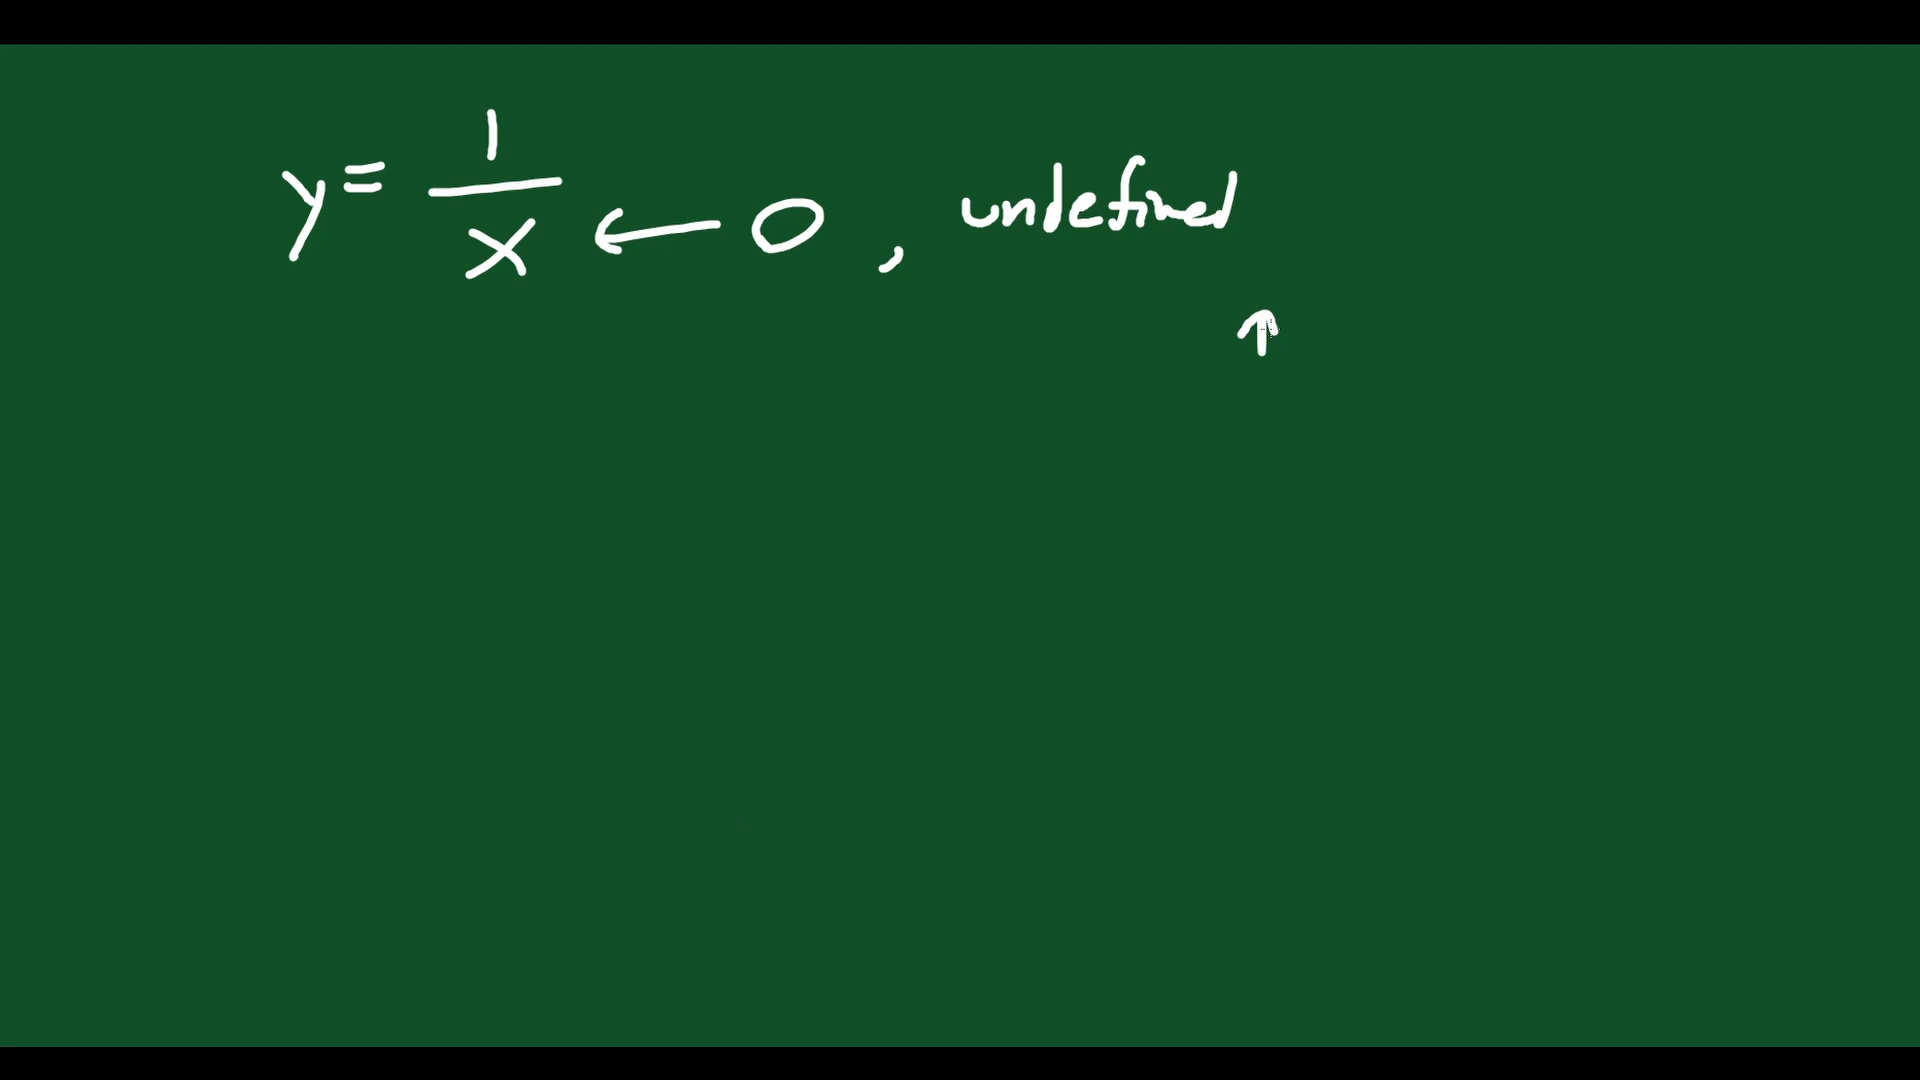 y = 1/x ← 0 , undefined
↑